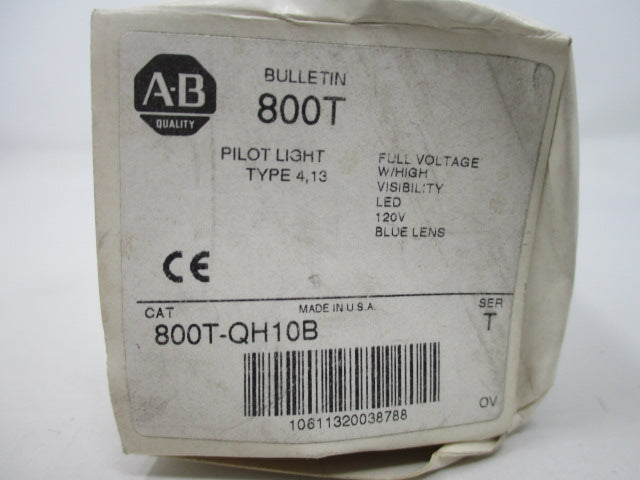 A-B
QUALITY
BULLETIN
800T
PILOT LIGHT
TYPE 4,13
FULL VOLTAGE
W/HIGH
VISIBILITY
LED
120V
BLUE LENS
CE
CAT
MADE IN U.S.A.
SER
800T-QH10B
T
10611320038788
OV